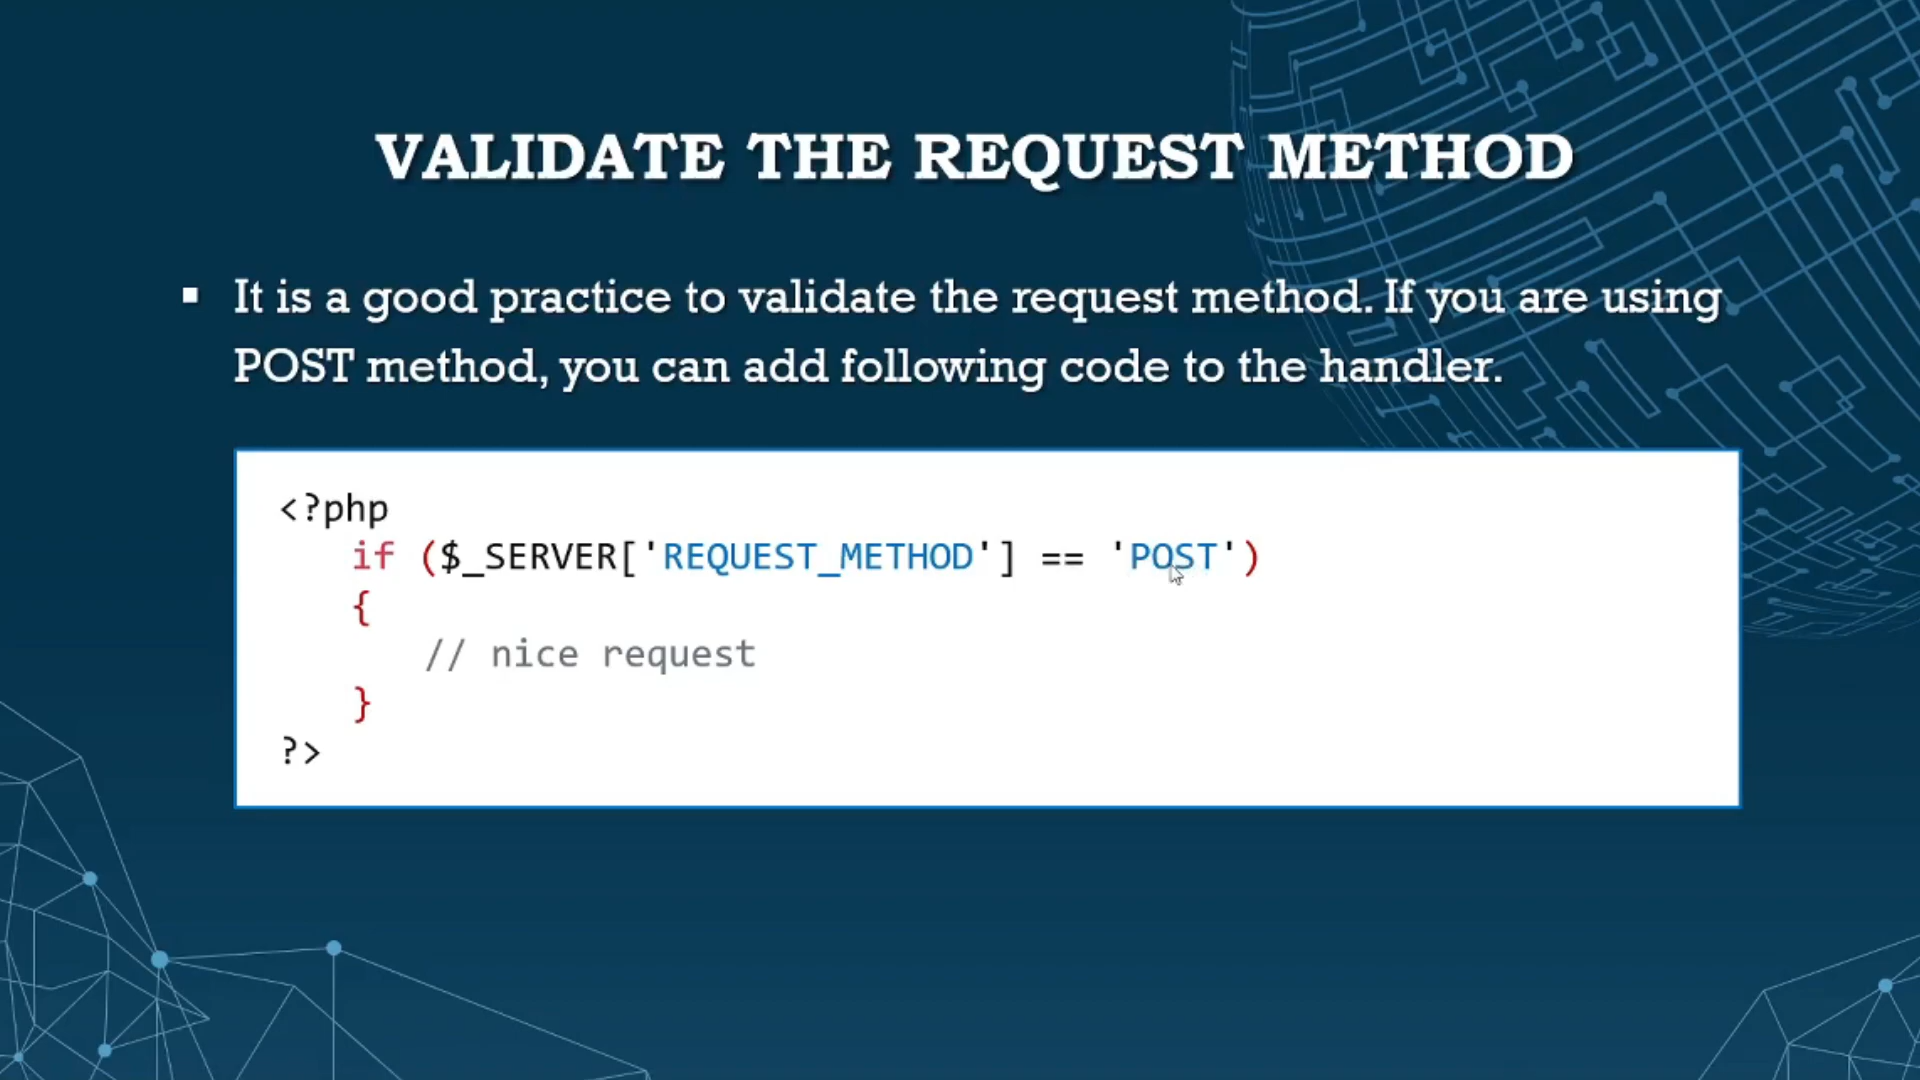 VALIDATE THE REQUEST METHOD
▪ It is a good practice to validate the request method. If you are using
POST method, you can add following code to the handler.
<?php
if ($_SERVER['REQUEST_METHOD'] == 'POST')
{
// nice request
}
?>